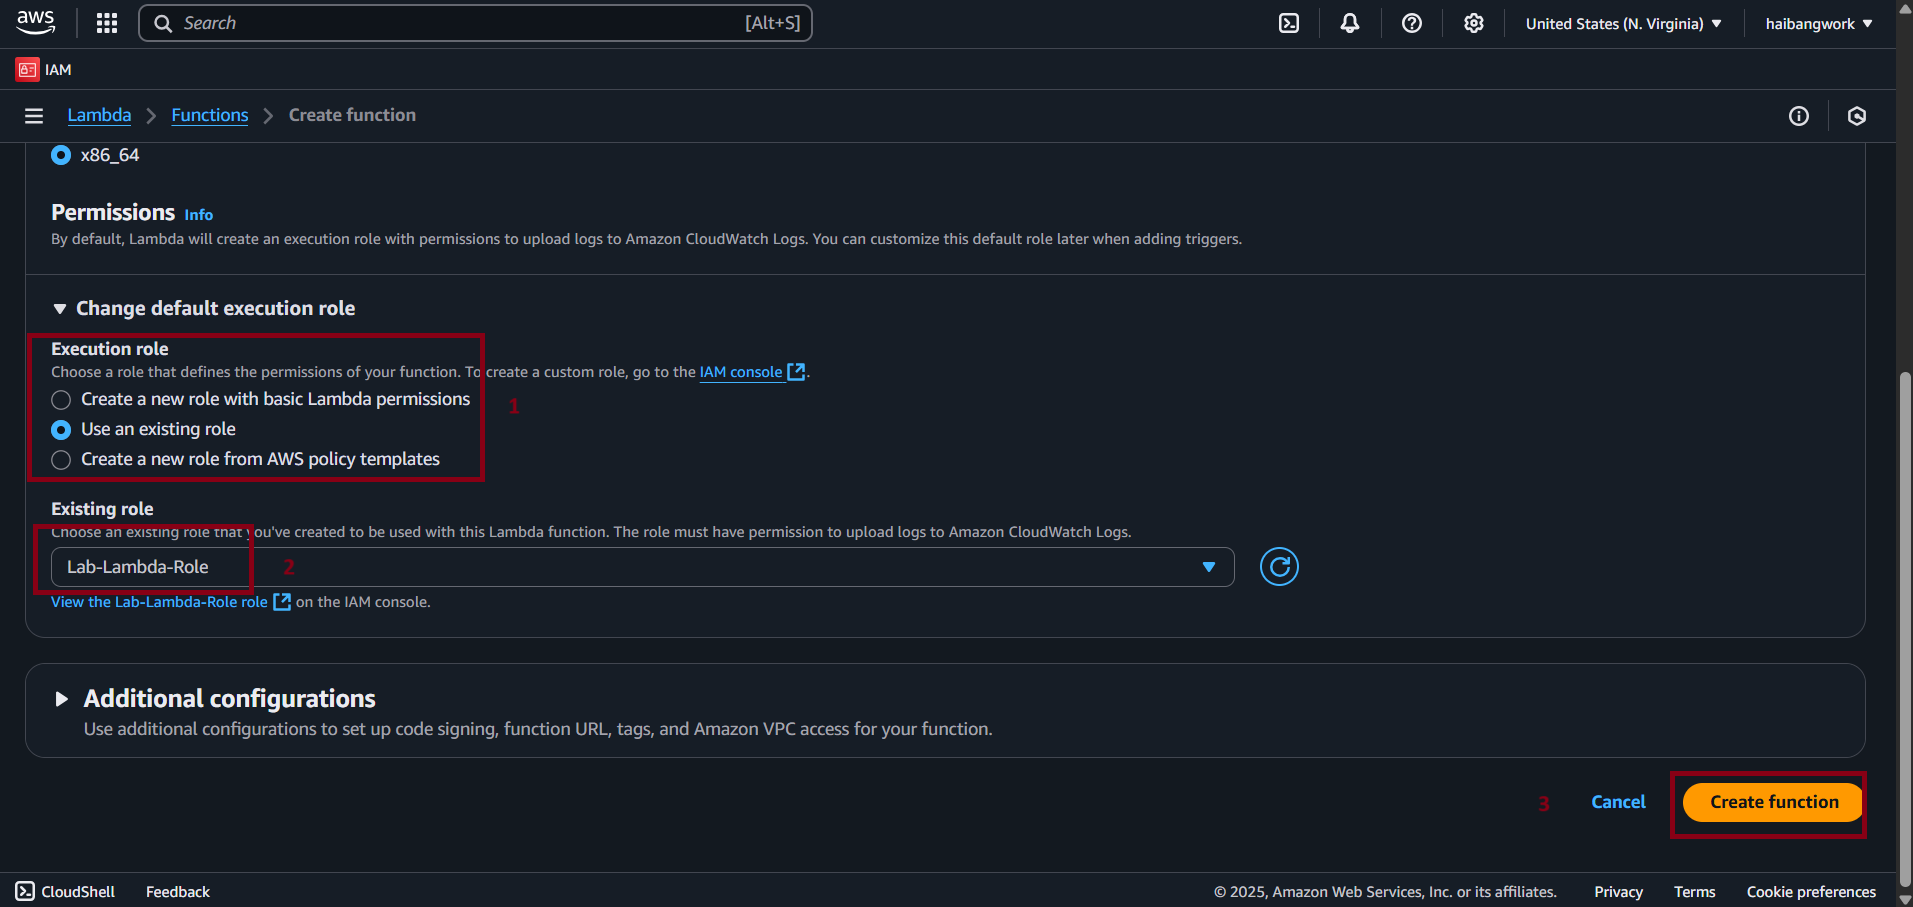 aws Search [Alt+S] United States (N. Virginia) haibangwork
IAM
Lambda Functions Create function
x86_64
Permissions Info
By default, Lambda will create an execution role with permissions to upload logs to Amazon CloudWatch Logs. You can customize this default role later when adding triggers.
Change default execution role
Execution role
Choose a role that defines the permissions of your function. To create a custom role, go to the IAM console.
Create a new role with basic Lambda permissions 1
Use an existing role
Create a new role from AWS policy templates
Existing role
Choose an existing role that you've created to be used with this Lambda function. The role must have permission to upload logs to Amazon CloudWatch Logs.
Lab-Lambda-Role 2
View the Lab-Lambda-Role role on the IAM console.
Additional configurations
Use additional configurations to set up code signing, function URL, tags, and Amazon VPC access for your function.
3 Cancel Create function
CloudShell Feedback © 2025, Amazon Web Services, Inc. or its affiliates. Privacy Terms Cookie preferences